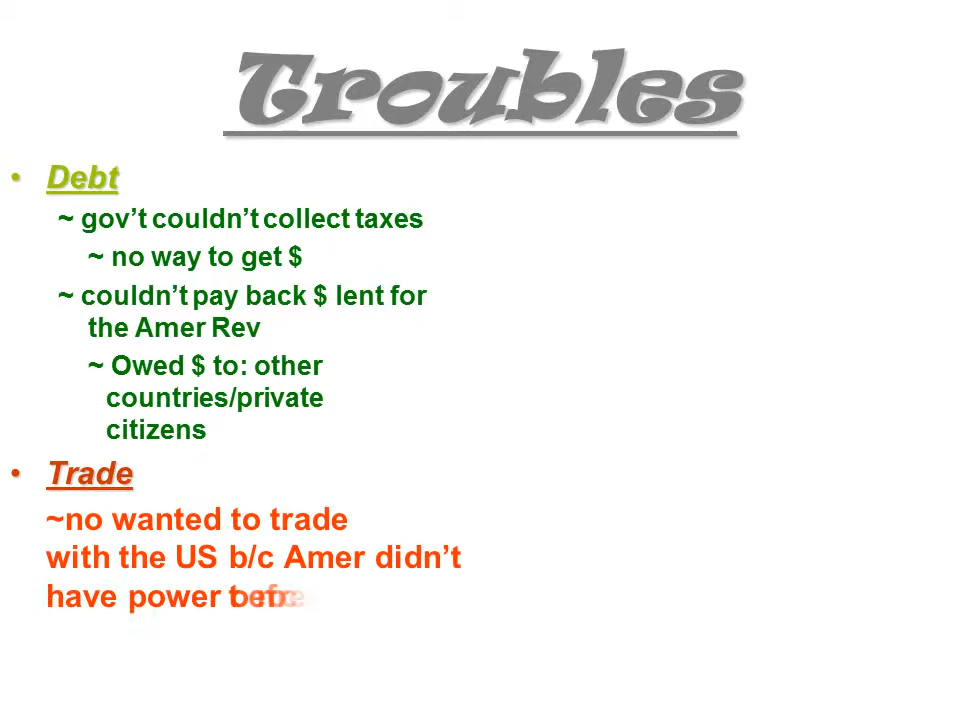 Troubles
• Debt
~ gov’t couldn’t collect taxes
~ no way to get $
~ couldn’t pay back $ lent for
the Amer Rev
~ Owed $ to: other
countries/private
citizens
• Trade
~no wanted to trade
with the US b/c Amer didn’t
have power